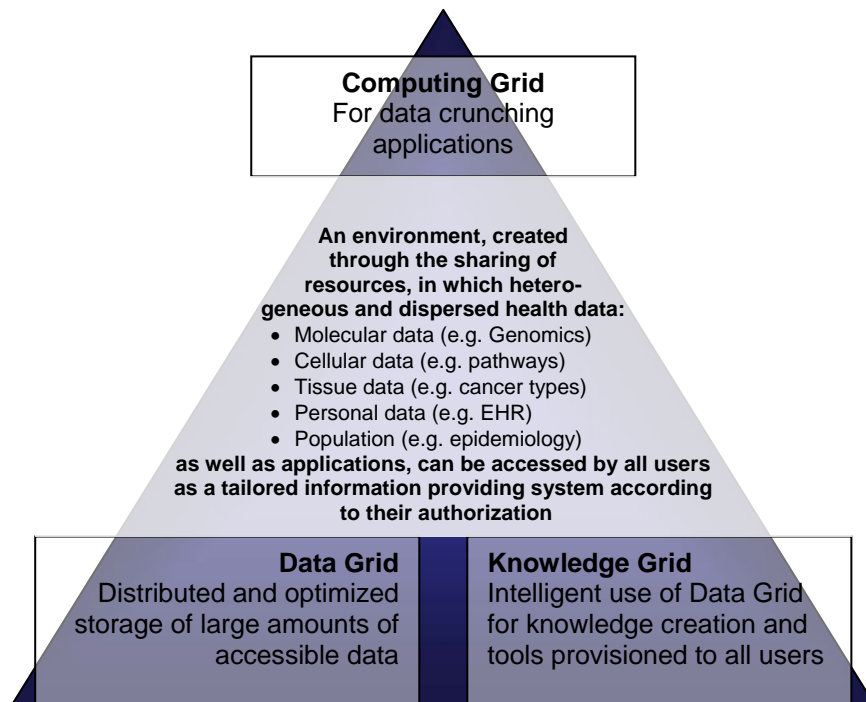 Computing Grid
For data crunching
applications
An environment, created
through the sharing of
resources, in which hetero-
geneous and dispersed health data:
• Molecular data (e.g. Genomics)
• Cellular data (e.g. pathways)
• Tissue data (e.g. cancer types)
• Personal data (e.g. EHR)
• Population (e.g. epidemiology)
as well as applications, can be accessed by all users
as a tailored information providing system according
to their authorization
Data Grid
Distributed and optimized
storage of large amounts of
accessible data
Knowledge Grid
Intelligent use of Data Grid
for knowledge creation and
tools provisioned to all users